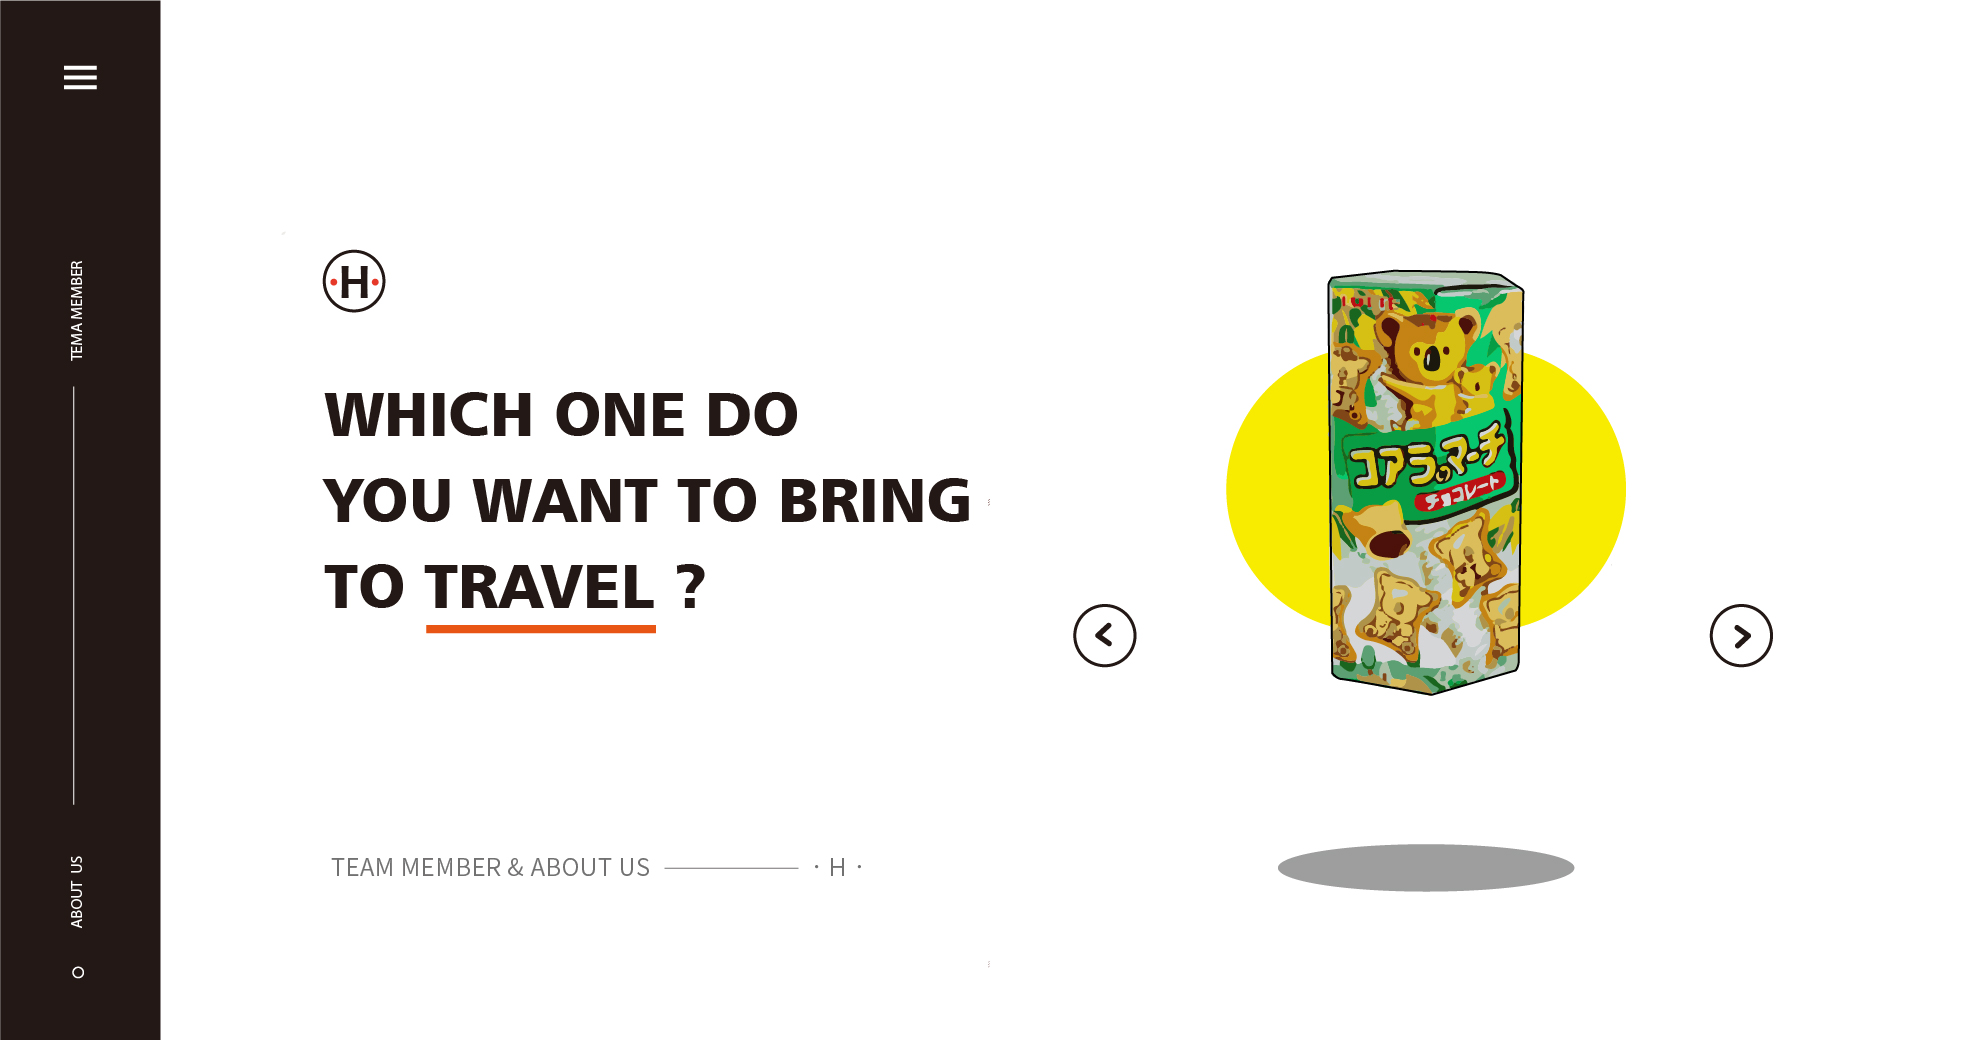 TEMA MEMBER
ABOUT US
·H·
WHICH ONE DO
YOU WANT TO BRING
TO TRAVEL ?
TEAM MEMBER & ABOUT US
· H ·
コアラのマーチ
チョコレート